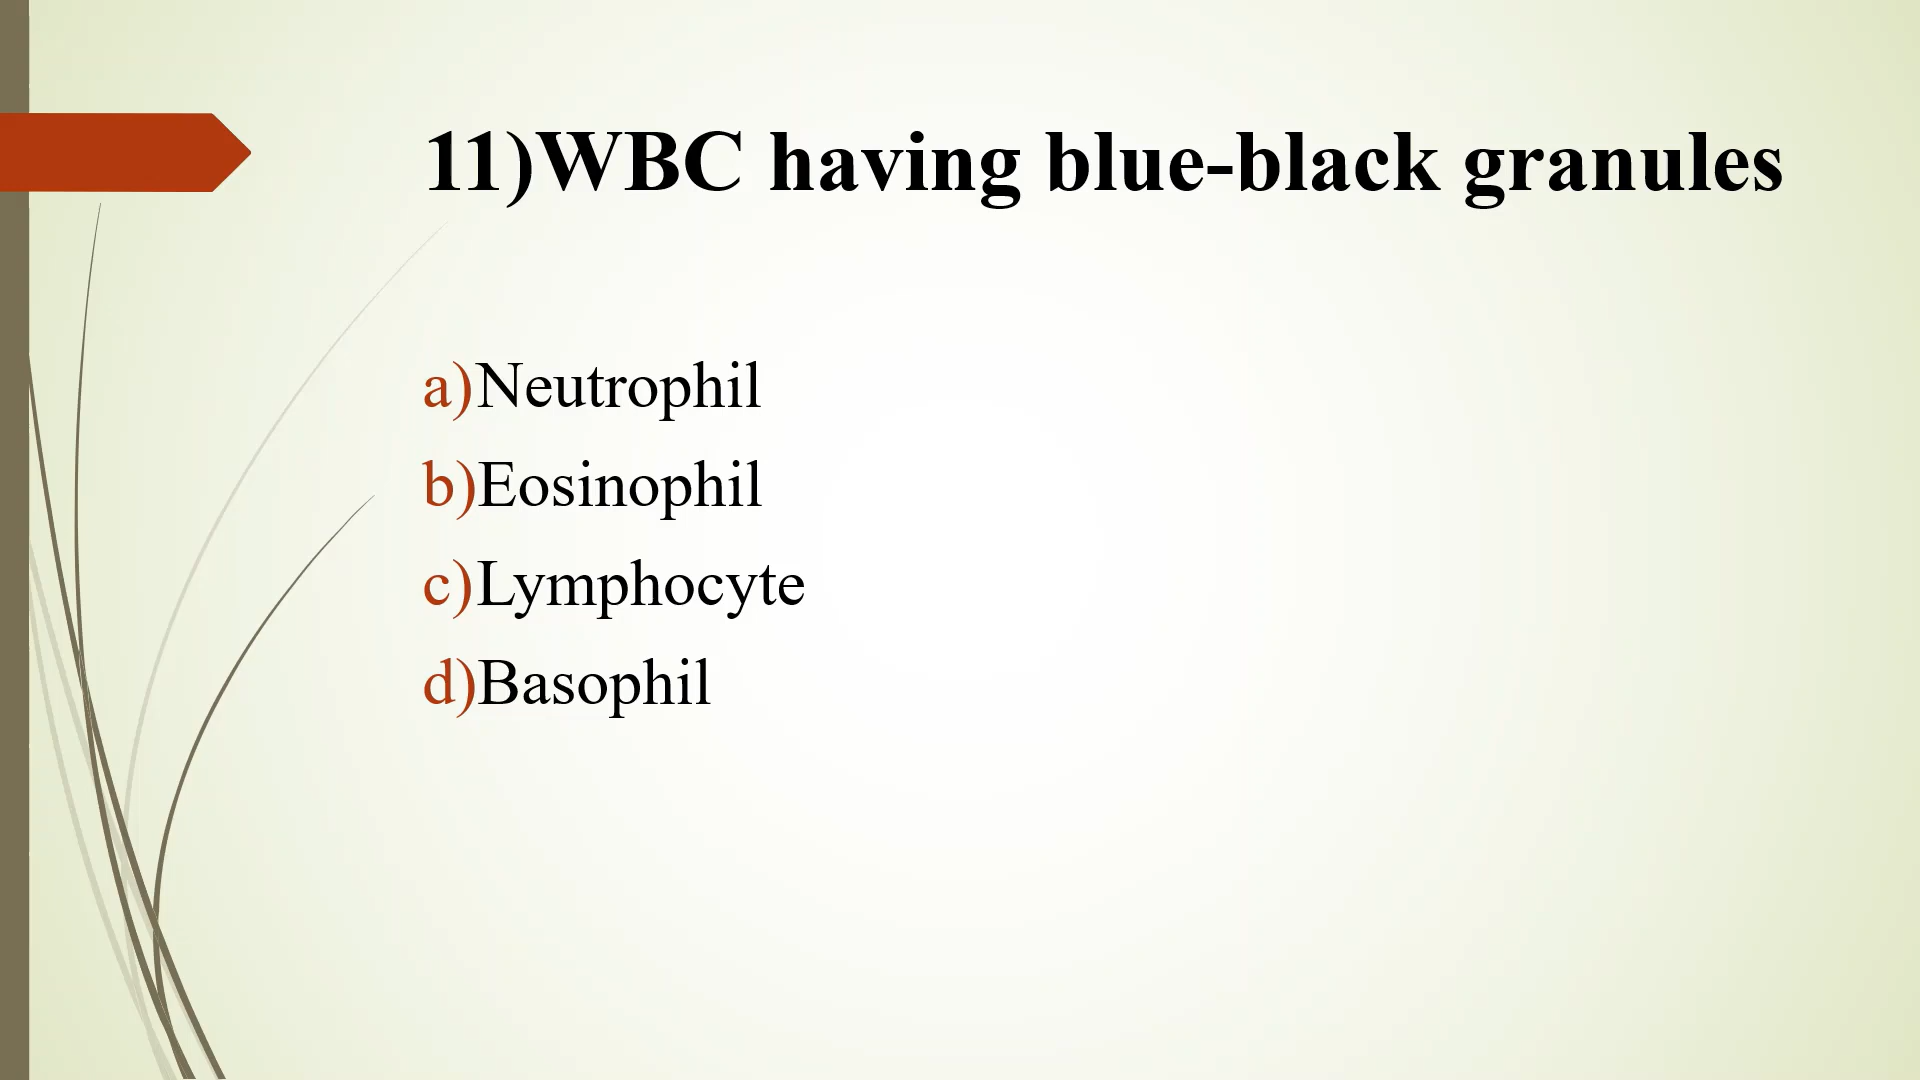 11)WBC having blue-black granules
a)Neutrophil
b)Eosinophil
c)Lymphocyte
d)Basophil